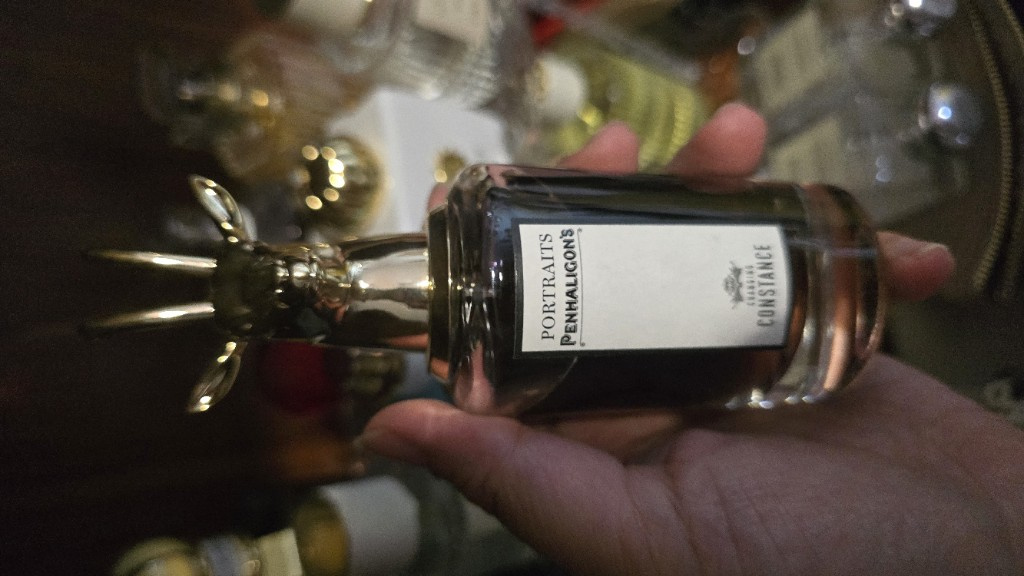 PORTRAITS
PENHALIGON'S
CHANGING
CONSTANCE